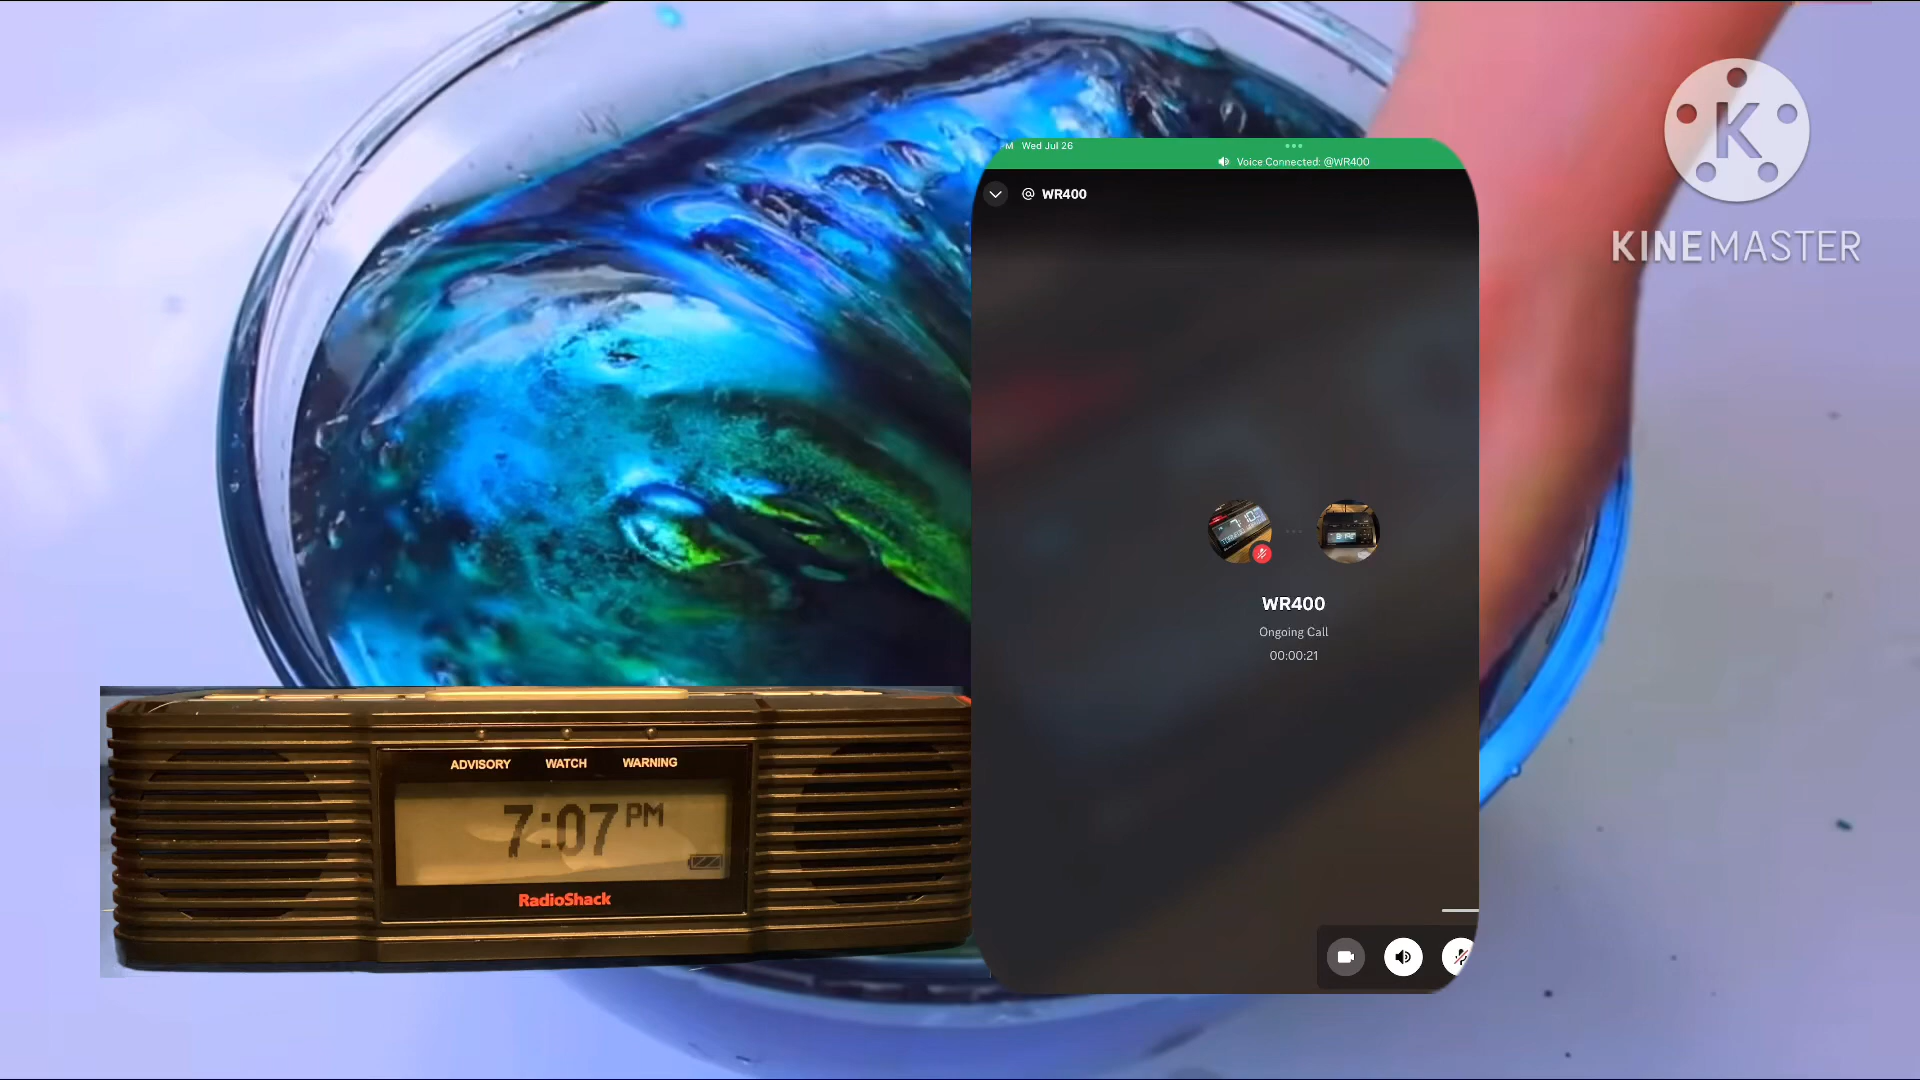 M Wed Jul 26
Voice Connected: @WR400
@ WR400
K
KINEMASTER
WR400
Ongoing Call
00:00:21
ADVISORY WATCH WARNING
7:07 PM
RadioShack